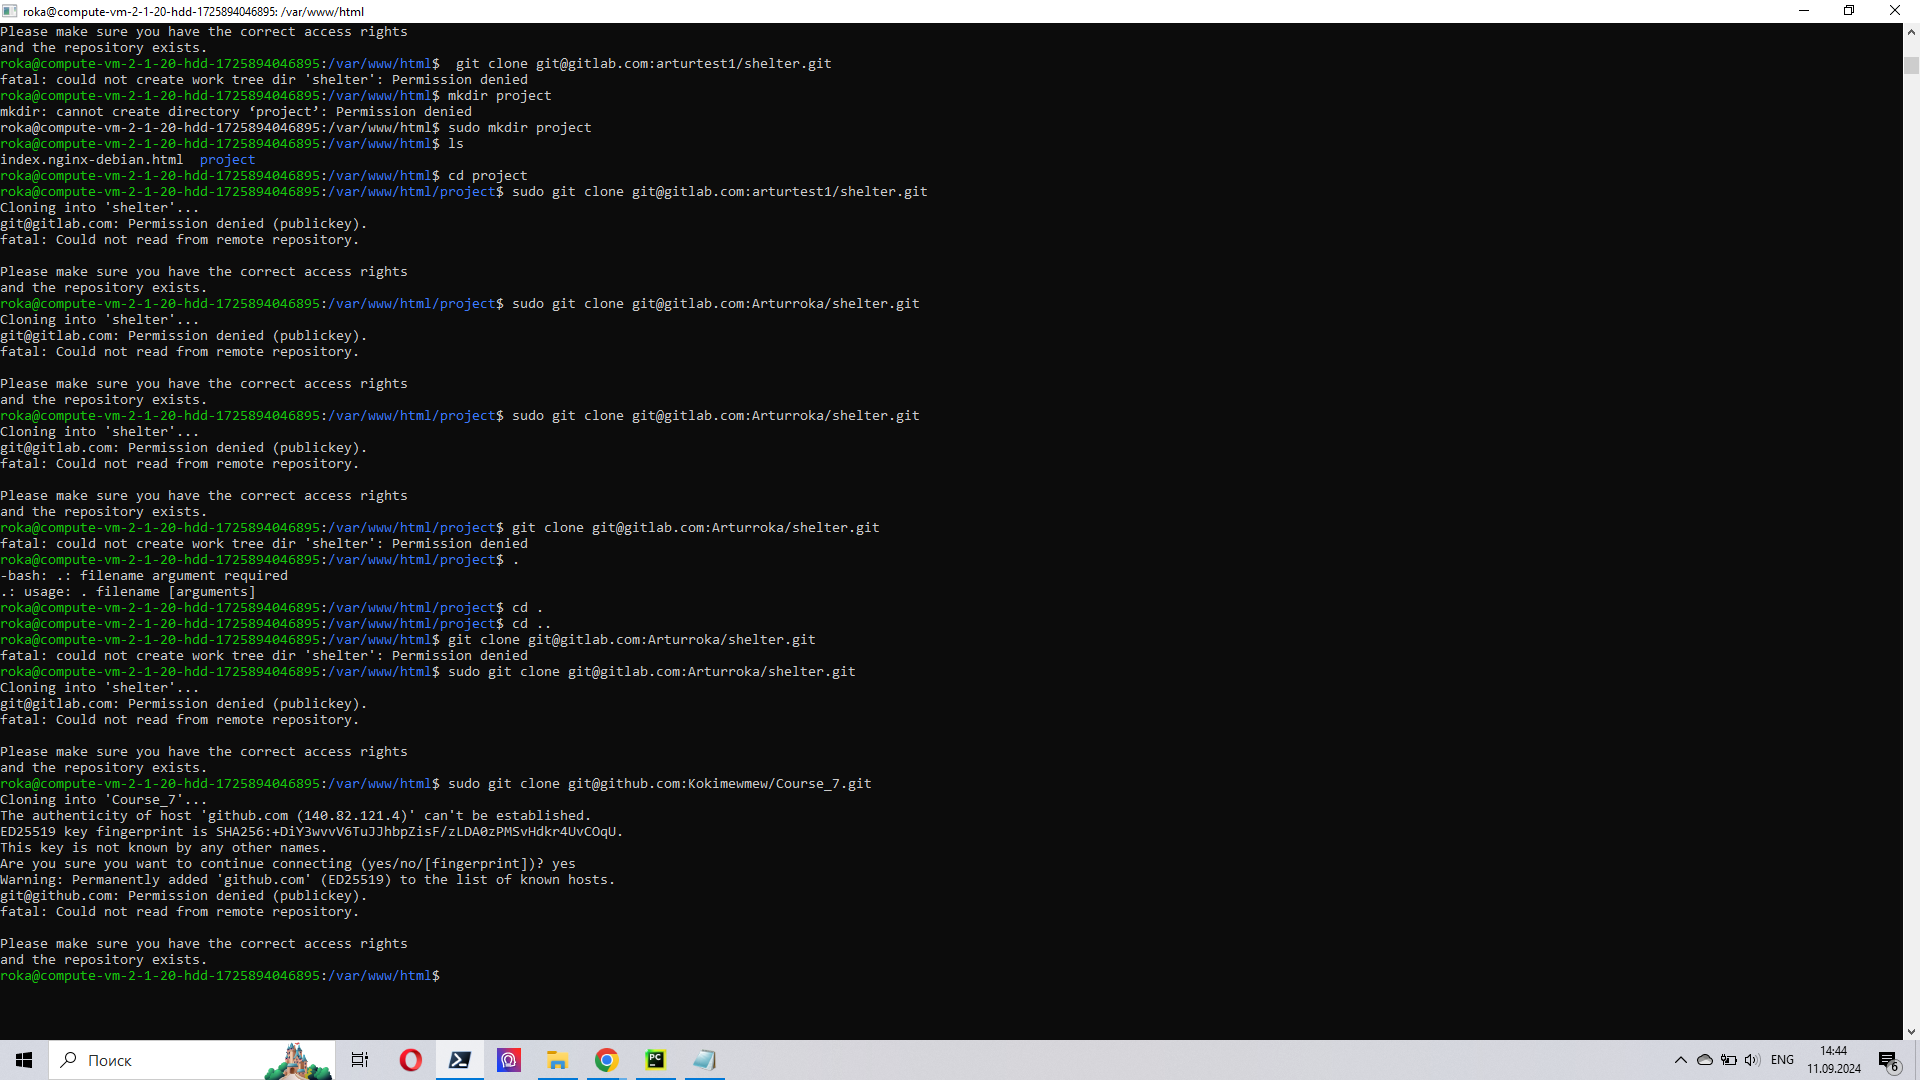 roka@compute-vm-2-1-20-hdd-1725894046895: /var/www/html
Please make sure you have the correct access rights
and the repository exists.
roka@compute-vm-2-1-20-hdd-1725894046895:/var/www/html$  git clone git@gitlab.com:arturtest1/shelter.git
fatal: could not create work tree dir 'shelter': Permission denied
roka@compute-vm-2-1-20-hdd-1725894046895:/var/www/html$ mkdir project
mkdir: cannot create directory ‘project’: Permission denied
roka@compute-vm-2-1-20-hdd-1725894046895:/var/www/html$ sudo mkdir project
roka@compute-vm-2-1-20-hdd-1725894046895:/var/www/html$ ls
index.nginx-debian.html  project
roka@compute-vm-2-1-20-hdd-1725894046895:/var/www/html$ cd project
roka@compute-vm-2-1-20-hdd-1725894046895:/var/www/html/project$ sudo git clone git@gitlab.com:arturtest1/shelter.git
Cloning into 'shelter'...
git@gitlab.com: Permission denied (publickey).
fatal: Could not read from remote repository.
Please make sure you have the correct access rights
and the repository exists.
roka@compute-vm-2-1-20-hdd-1725894046895:/var/www/html/project$ sudo git clone git@gitlab.com:Arturroka/shelter.git
Cloning into 'shelter'...
git@gitlab.com: Permission denied (publickey).
fatal: Could not read from remote repository.
Please make sure you have the correct access rights
and the repository exists.
roka@compute-vm-2-1-20-hdd-1725894046895:/var/www/html/project$ sudo git clone git@gitlab.com:Arturroka/shelter.git
Cloning into 'shelter'...
git@gitlab.com: Permission denied (publickey).
fatal: Could not read from remote repository.
Please make sure you have the correct access rights
and the repository exists.
roka@compute-vm-2-1-20-hdd-1725894046895:/var/www/html/project$ git clone git@gitlab.com:Arturroka/shelter.git
fatal: could not create work tree dir 'shelter': Permission denied
roka@compute-vm-2-1-20-hdd-1725894046895:/var/www/html/project$ .
-bash: .: filename argument required
.: usage: . filename [arguments]
roka@compute-vm-2-1-20-hdd-1725894046895:/var/www/html/project$ cd .
roka@compute-vm-2-1-20-hdd-1725894046895:/var/www/html/project$ cd ..
roka@compute-vm-2-1-20-hdd-1725894046895:/var/www/html$ git clone git@gitlab.com:Arturroka/shelter.git
fatal: could not create work tree dir 'shelter': Permission denied
roka@compute-vm-2-1-20-hdd-1725894046895:/var/www/html$ sudo git clone git@gitlab.com:Arturroka/shelter.git
Cloning into 'shelter'...
git@gitlab.com: Permission denied (publickey).
fatal: Could not read from remote repository.
Please make sure you have the correct access rights
and the repository exists.
roka@compute-vm-2-1-20-hdd-1725894046895:/var/www/html$ sudo git clone git@github.com:Kokimewmew/Course_7.git
Cloning into 'Course_7'...
The authenticity of host 'github.com (140.82.121.4)' can't be established.
ED25519 key fingerprint is SHA256:+DiY3wvvV6TuJJhbpZisF/zLDA0zPMSvHdkr4UvCOqU.
This key is not known by any other names.
Are you sure you want to continue connecting (yes/no/[fingerprint])? yes
Warning: Permanently added 'github.com' (ED25519) to the list of known hosts.
git@github.com: Permission denied (publickey).
fatal: Could not read from remote repository.
Please make sure you have the correct access rights
and the repository exists.
roka@compute-vm-2-1-20-hdd-1725894046895:/var/www/html$
Поиск
PC
ENG
14:44
11.09.2024
6